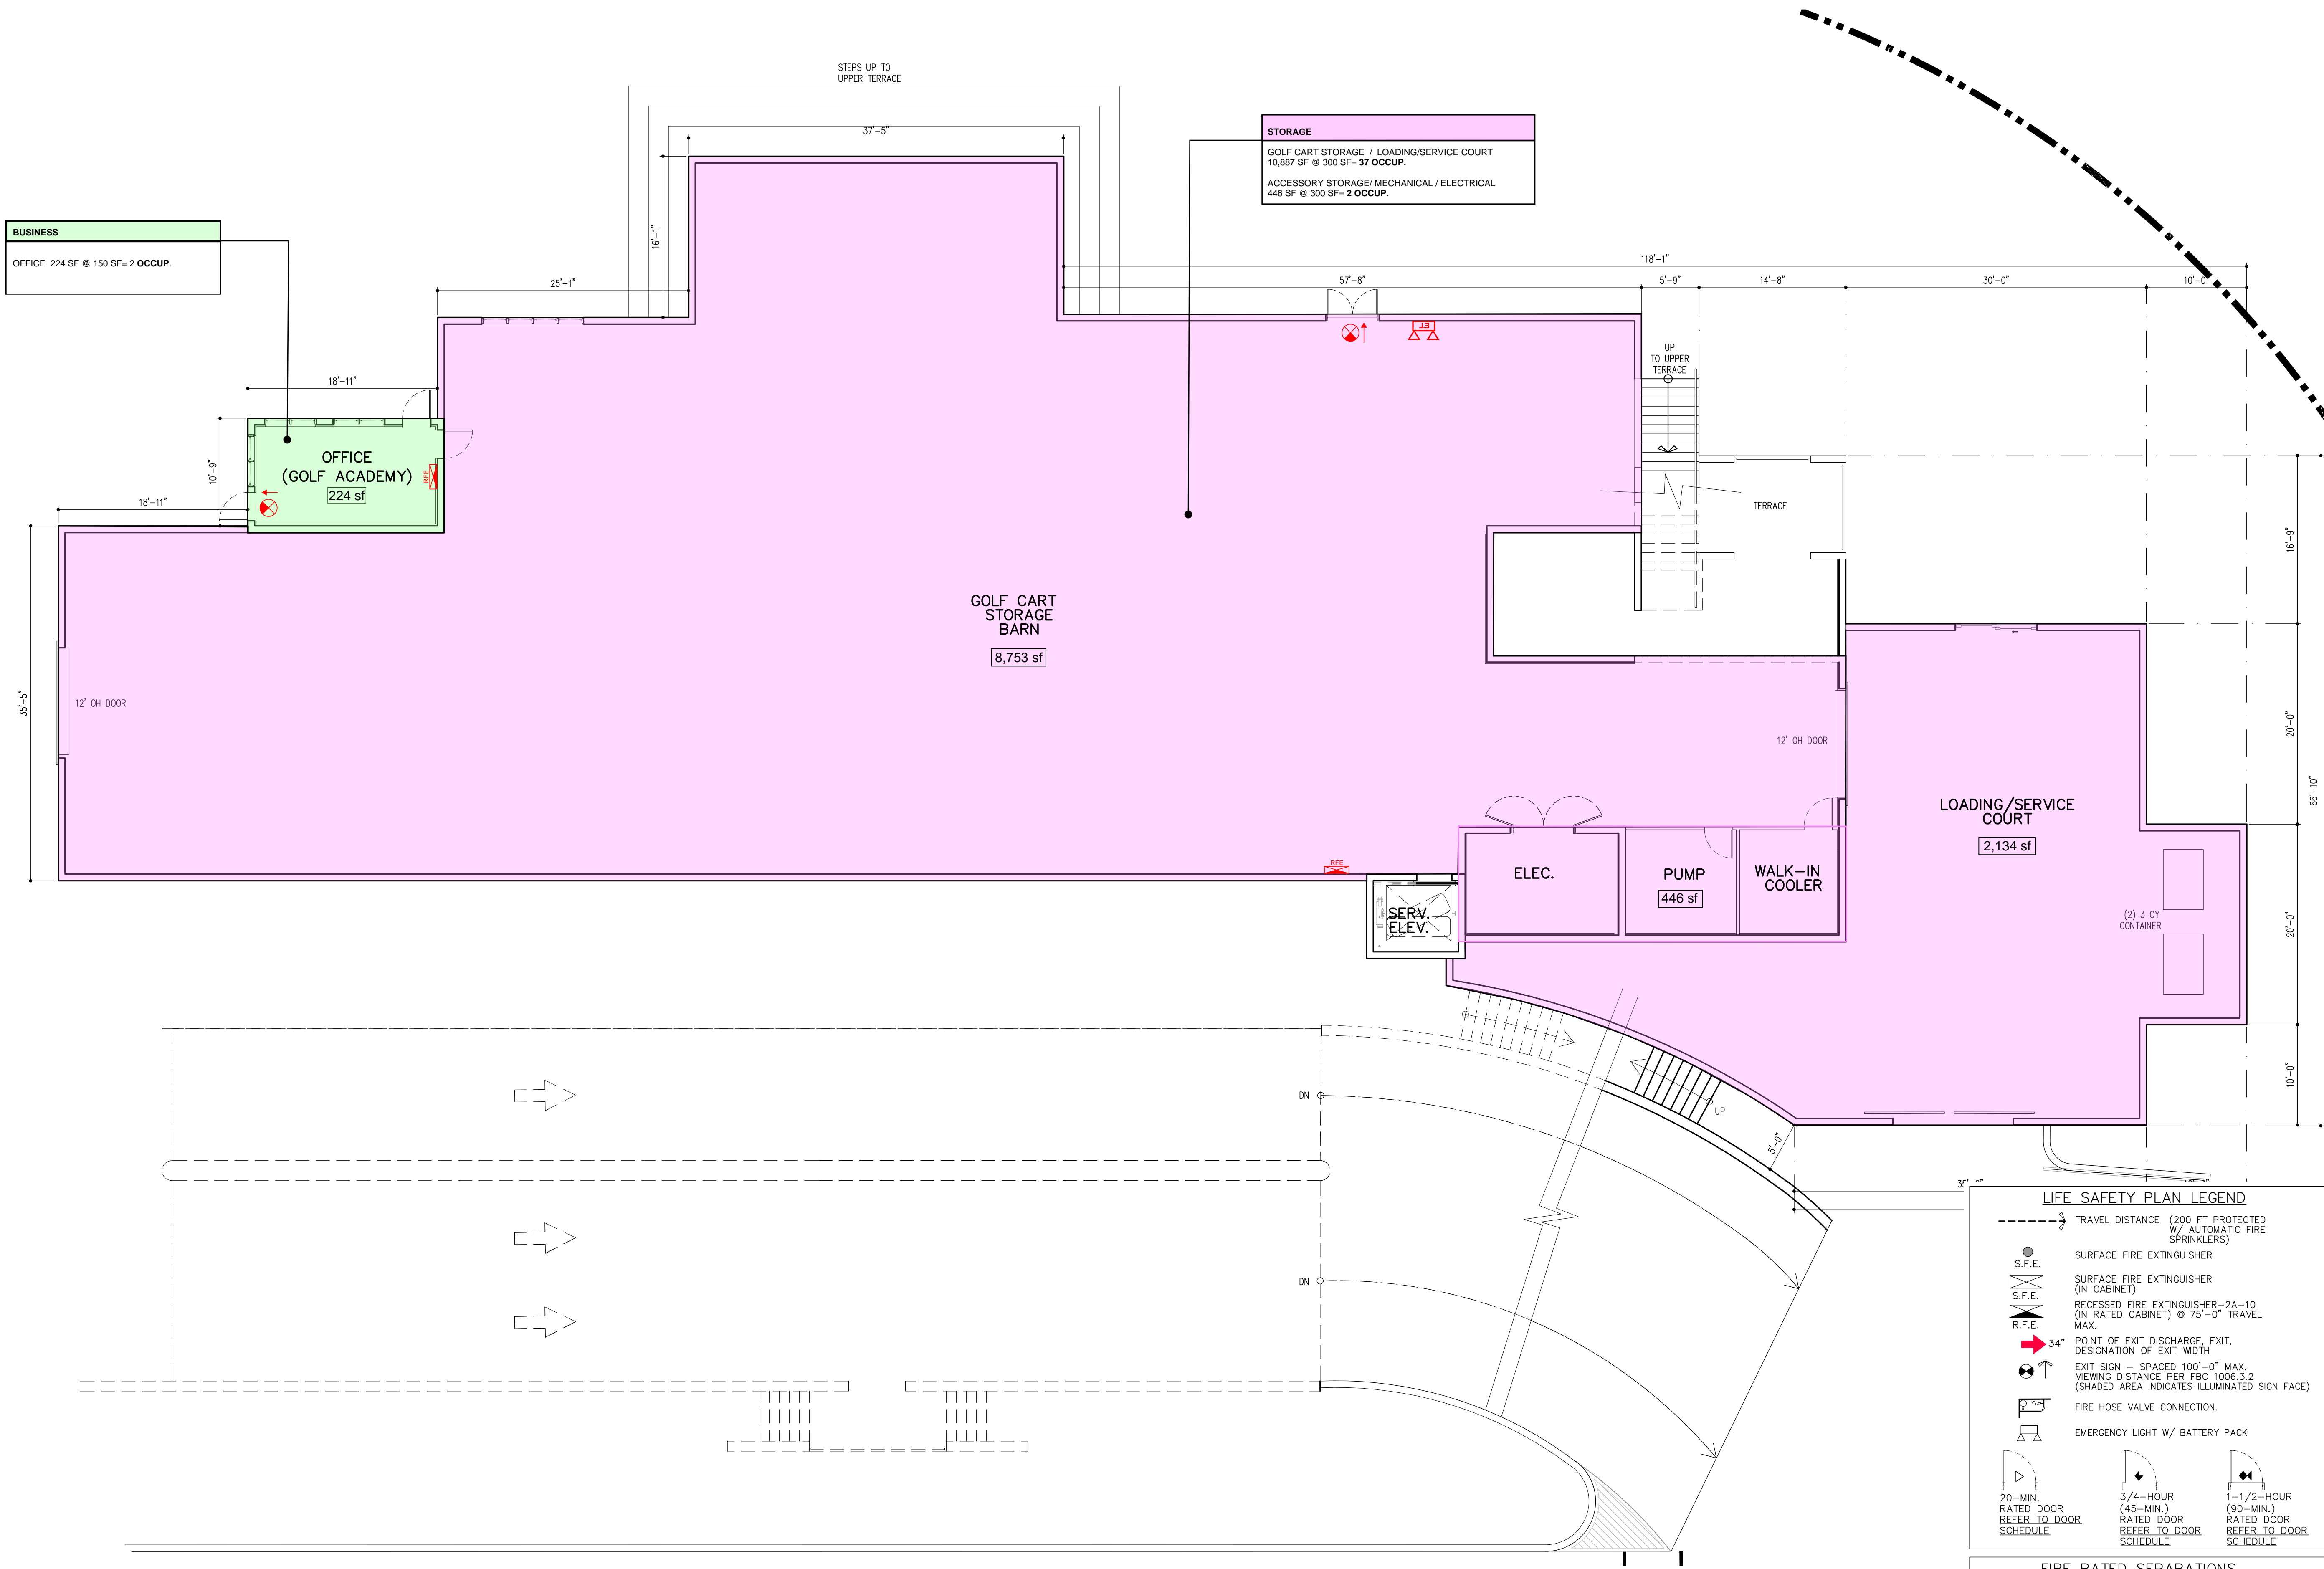 STEPS UP TO
UPPER TERRACE
37'-5"
STORAGE
GOLF CART STORAGE / LOADING/SERVICE COURT
10,887 SF @ 300 SF= 37 OCCUP.
ACCESSORY STORAGE/ MECHANICAL / ELECTRICAL
446 SF @ 300 SF= 2 OCCUP.
BUSINESS
OFFICE 224 SF @ 150 SF= 2 OCCUP.
16'-1"
118'-1"
25'-1"
57'-8"
5'-9"
14'-8"
30'-0"
10'-0"
UP
TO UPPER
TERRACE
18'-11"
10'-9"
OFFICE
(GOLF ACADEMY)
224 sf
RFE
18'-11"
TERRACE
16'-9"
GOLF CART
STORAGE
BARN
8,753 sf
35'-5"
12' OH DOOR
12' OH DOOR
20'-0"
66'-10"
LOADING/SERVICE
COURT
2,134 sf
RFE
ELEC.
PUMP
446 sf
WALK-IN
COOLER
SERV.
ELEV.
(2) 3 CY
CONTAINER
20'-0"
10'-0"
DN
UP
5'-0"
DN
LIFE SAFETY PLAN LEGEND
TRAVEL DISTANCE (200 FT PROTECTED
W/ AUTOMATIC FIRE
SPRINKLERS)
S.F.E.
SURFACE FIRE EXTINGUISHER
S.F.E.
SURFACE FIRE EXTINGUISHER
(IN CABINET)
R.F.E.
RECESSED FIRE EXTINGUISHER-2A-10
(IN RATED CABINET) @ 75'-0" TRAVEL
MAX.
34"
POINT OF EXIT DISCHARGE, EXIT,
DESIGNATION OF EXIT WIDTH
EXIT SIGN - SPACED 100'-0" MAX.
VIEWING DISTANCE PER FBC 1006.3.2
(SHADED AREA INDICATES ILLUMINATED SIGN FACE)
FIRE HOSE VALVE CONNECTION.
EMERGENCY LIGHT W/ BATTERY PACK
20-MIN.
RATED DOOR
REFER TO DOOR
SCHEDULE
3/4-HOUR
(45-MIN.)
RATED DOOR
REFER TO DOOR
SCHEDULE
1-1/2-HOUR
(90-MIN.)
RATED DOOR
REFER TO DOOR
SCHEDULE
FIRE RATED SEPARATIONS